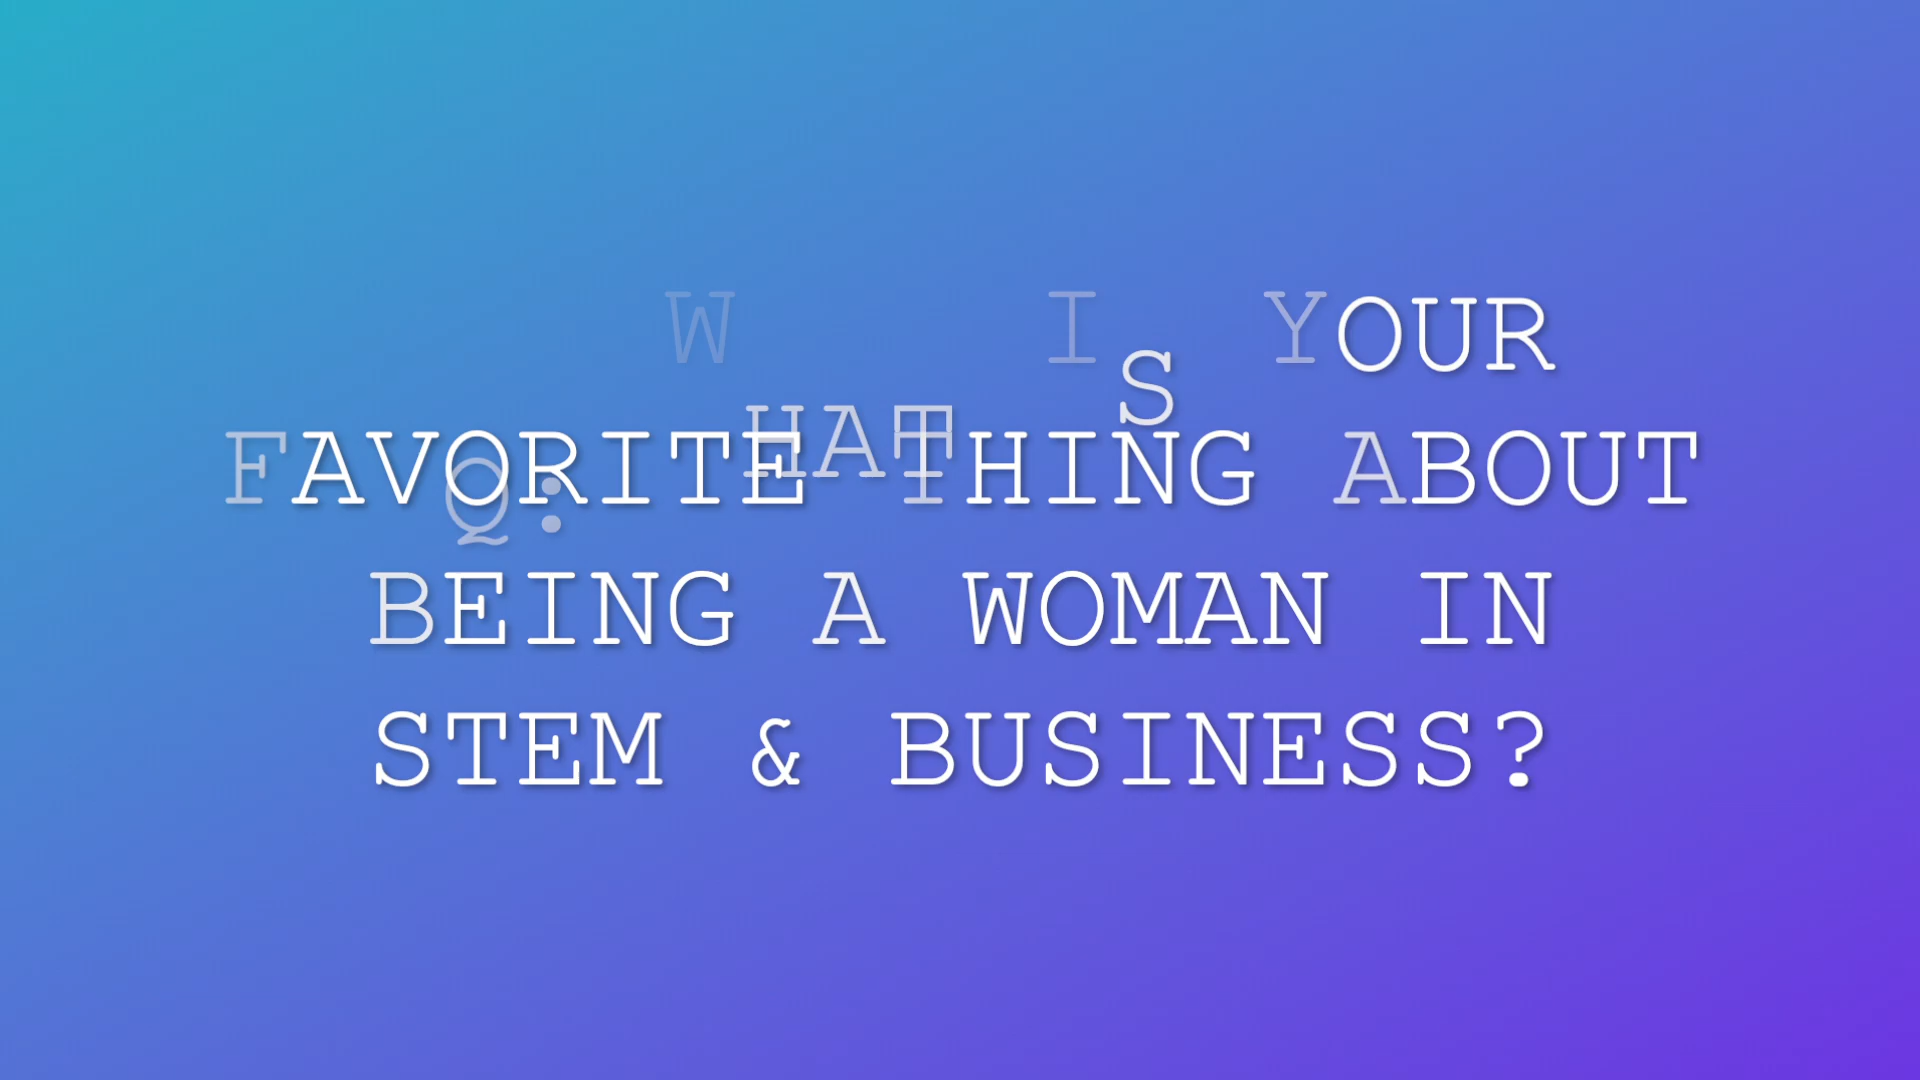 Q: WHAT IS YOUR
FAVORITE THING ABOUT
BEING A WOMAN IN
STEM & BUSINESS?